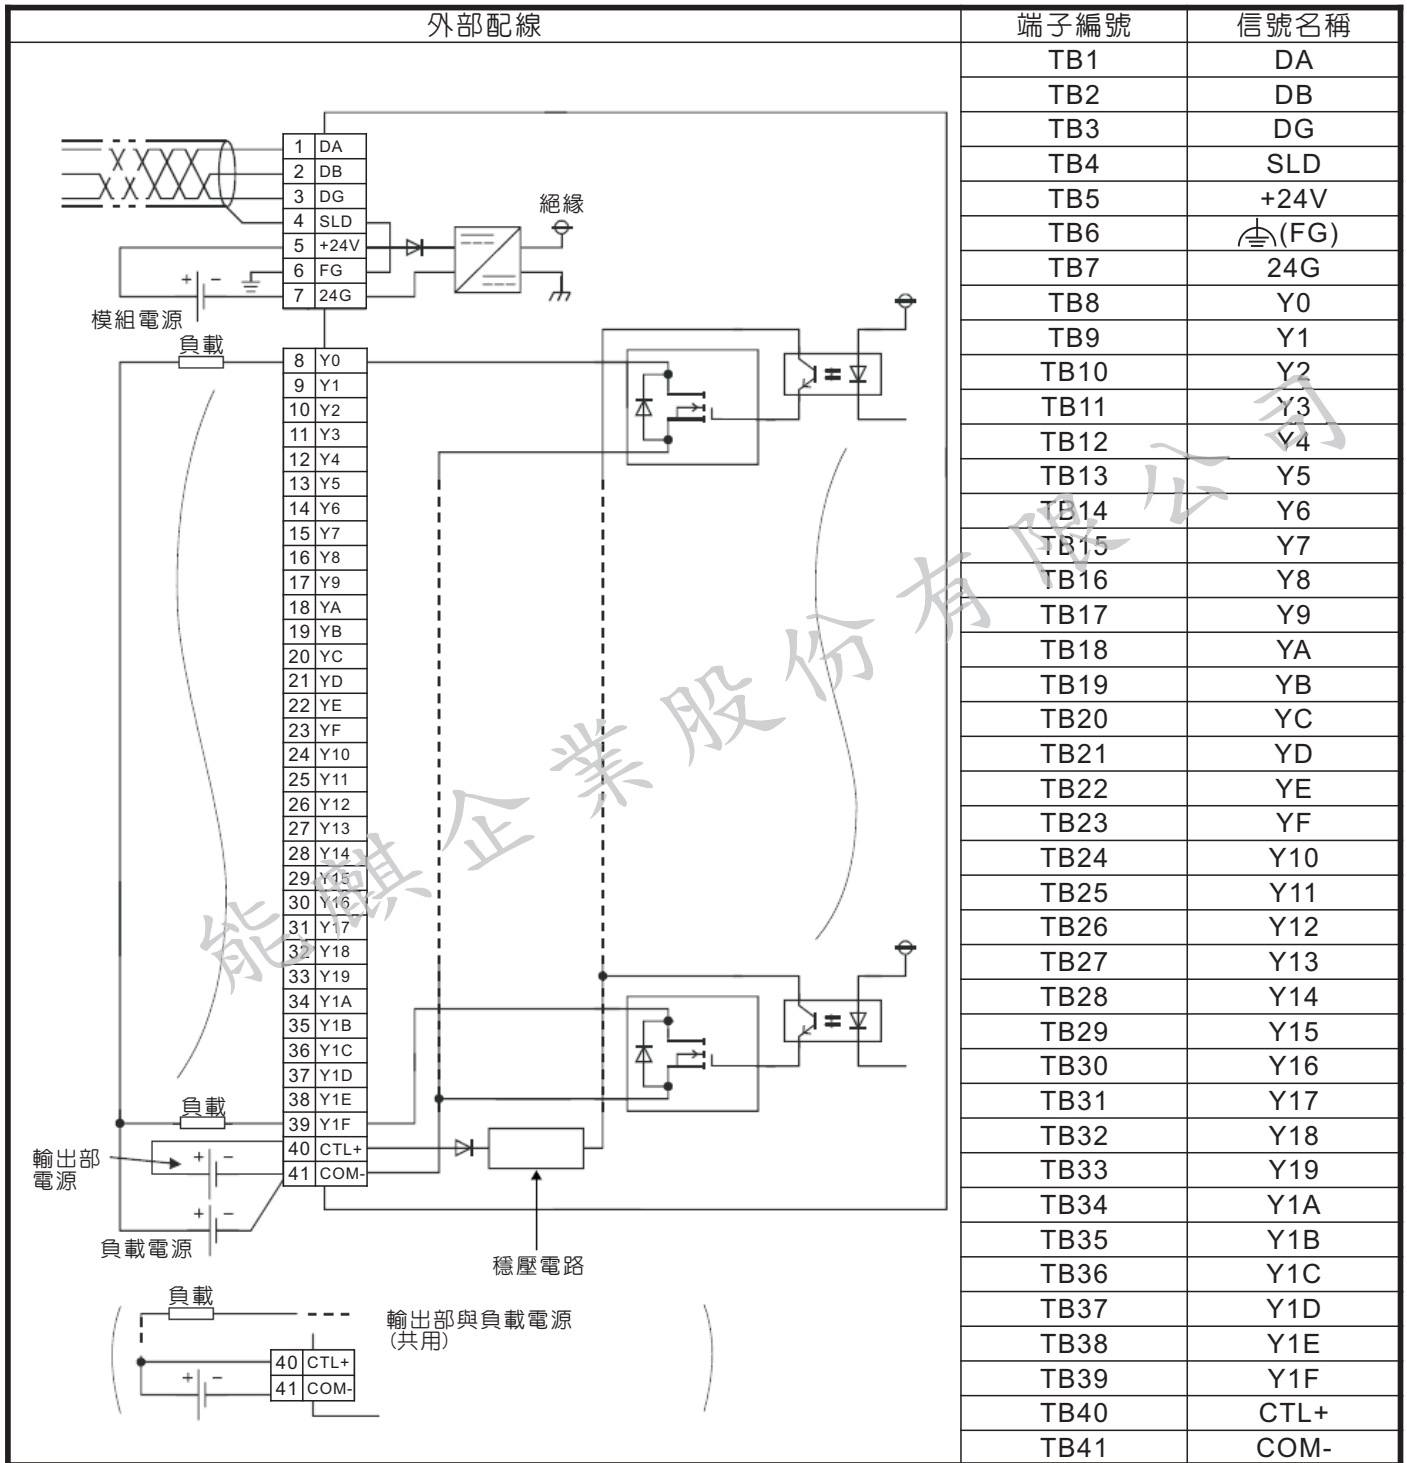 外部配線 端子編號 信號名稱
TB1 DA
TB2 DB
TB3 DG
TB4 SLD
TB5 +24V
TB6 (FG)
TB7 24G
TB8 Y0
TB9 Y1
TB10 Y2
TB11 Y3
TB12 Y4
TB13 Y5
TB14 Y6
TB15 Y7
TB16 Y8
TB17 Y9
TB18 YA
TB19 YB
TB20 YC
TB21 YD
TB22 YE
TB23 YF
TB24 Y10
TB25 Y11
TB26 Y12
TB27 Y13
TB28 Y14
TB29 Y15
TB30 Y16
TB31 Y17
TB32 Y18
TB33 Y19
TB34 Y1A
TB35 Y1B
TB36 Y1C
TB37 Y1D
TB38 Y1E
TB39 Y1F
TB40 CTL+
TB41 COM-
1 DA
2 DB
3 DG
4 SLD
5 +24V
6 FG
7 24G
絕緣
+ -
模組電源
負載
8 Y0
9 Y1
10 Y2
11 Y3
12 Y4
13 Y5
14 Y6
15 Y7
16 Y8
17 Y9
18 YA
19 YB
20 YC
21 YD
22 YE
23 YF
24 Y10
25 Y11
26 Y12
27 Y13
28 Y14
29 Y15
30 Y16
31 Y17
32 Y18
33 Y19
34 Y1A
35 Y1B
36 Y1C
37 Y1D
38 Y1E
39 Y1F
40 CTL+
41 COM-
負載
輸出部
電源
+ -
+ -
負載電源
穩壓電路
負載
輸出部與負載電源
(共用)
40 CTL+
41 COM-
+ -
能麒企業股份有限公司